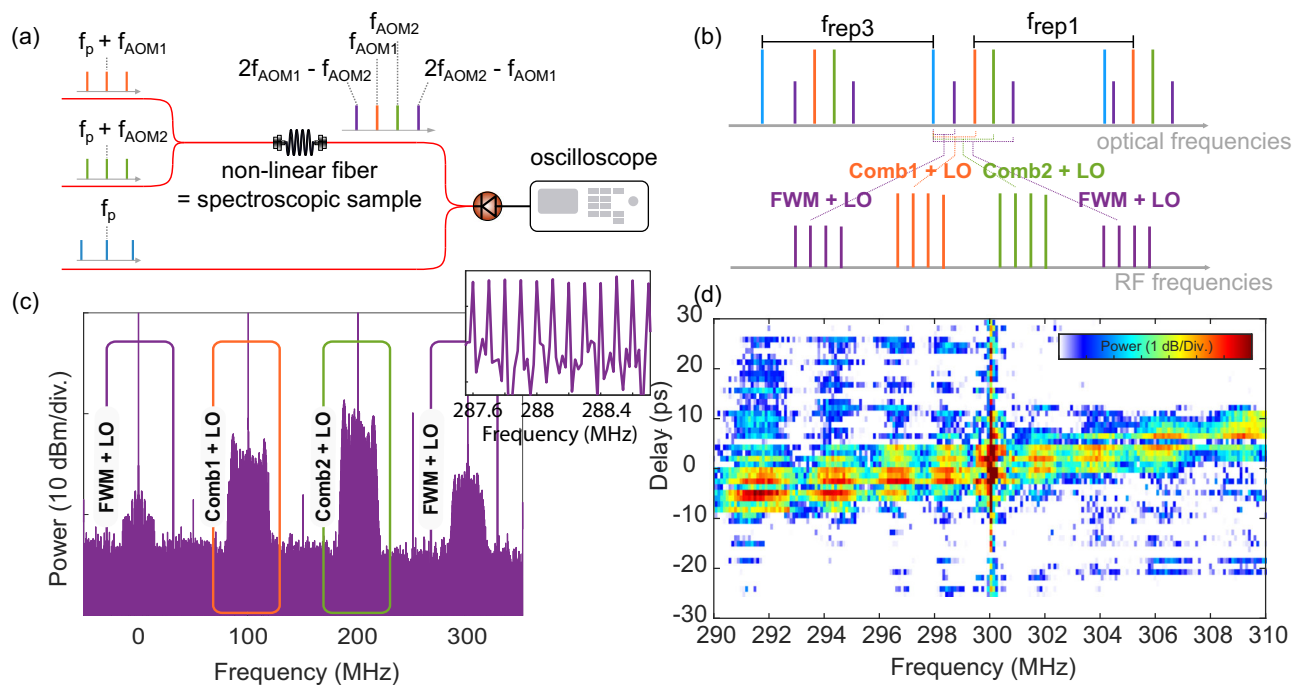 (a)
f_p + f_AOM1
f_p + f_AOM2
f_p
2f_AOM1 - f_AOM2
f_AOM1
f_AOM2
2f_AOM2 - f_AOM1
non-linear fiber
= spectroscopic sample
oscilloscope
(b)
f_rep3
f_rep1
optical frequencies
Comb1 + LO
Comb2 + LO
FWM + LO
FWM + LO
RF frequencies
(c)
Power (10 dBm/div.)
FWM + LO
Comb1 + LO
Comb2 + LO
FWM + LO
287.6 288 288.4
Frequency (MHz)
0 100 200 300
Frequency (MHz)
(d)
Power (1 dB/Div.)
Delay (ps)
30
20
10
0
-10
-20
-30
290 292 294 296 298 300 302 304 306 308 310
Frequency (MHz)